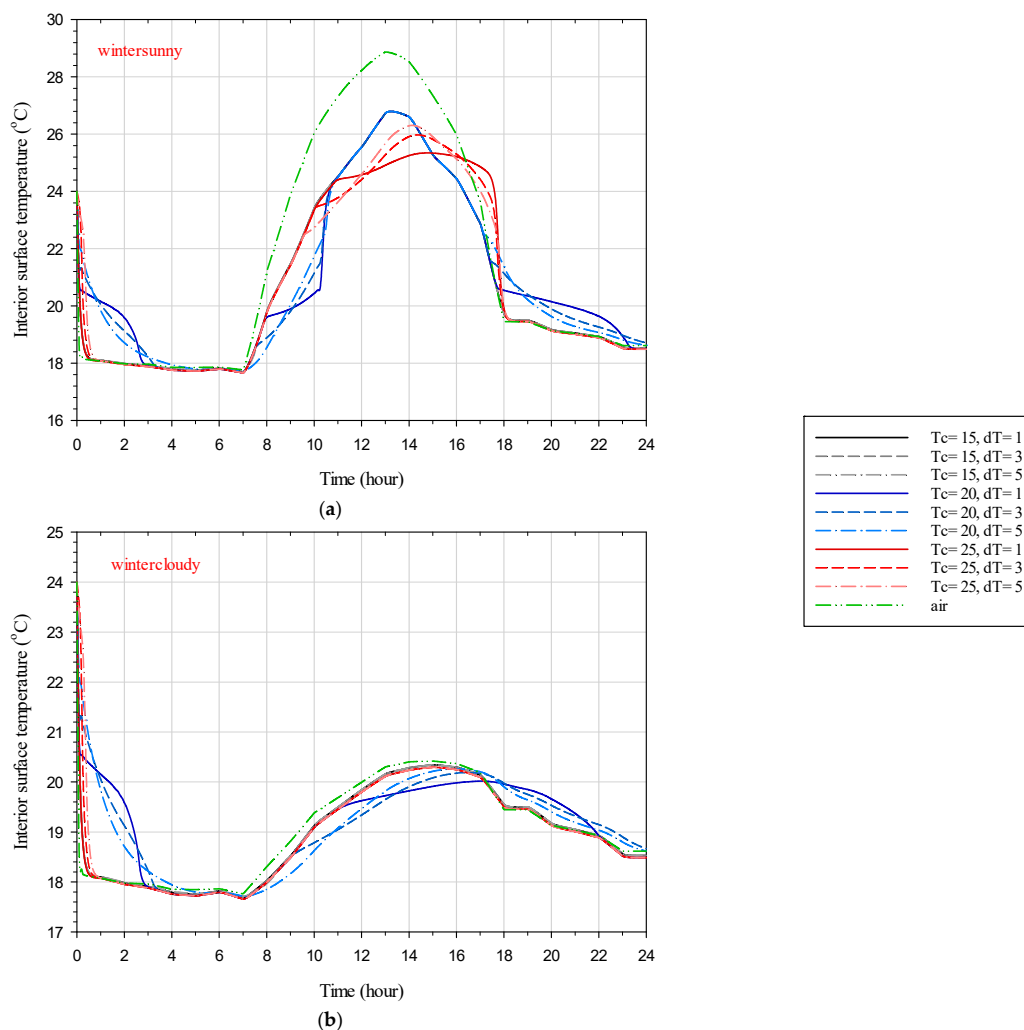 30
28
26
24
22
20
18
16
Interior surface temperature (°C)
wintersunny
0 2 4 6 8 10 12 14 16 18 20 22 24
Time (hour)
(a)
25
24
23
22
21
20
19
18
17
Interior surface temperature (°C)
wintercloudy
0 2 4 6 8 10 12 14 16 18 20 22 24
Time (hour)
(b)
Tc= 15, dT= 1
Tc= 15, dT= 3
Tc= 15, dT= 5
Tc= 20, dT= 1
Tc= 20, dT= 3
Tc= 20, dT= 5
Tc= 25, dT= 1
Tc= 25, dT= 3
Tc= 25, dT= 5
air